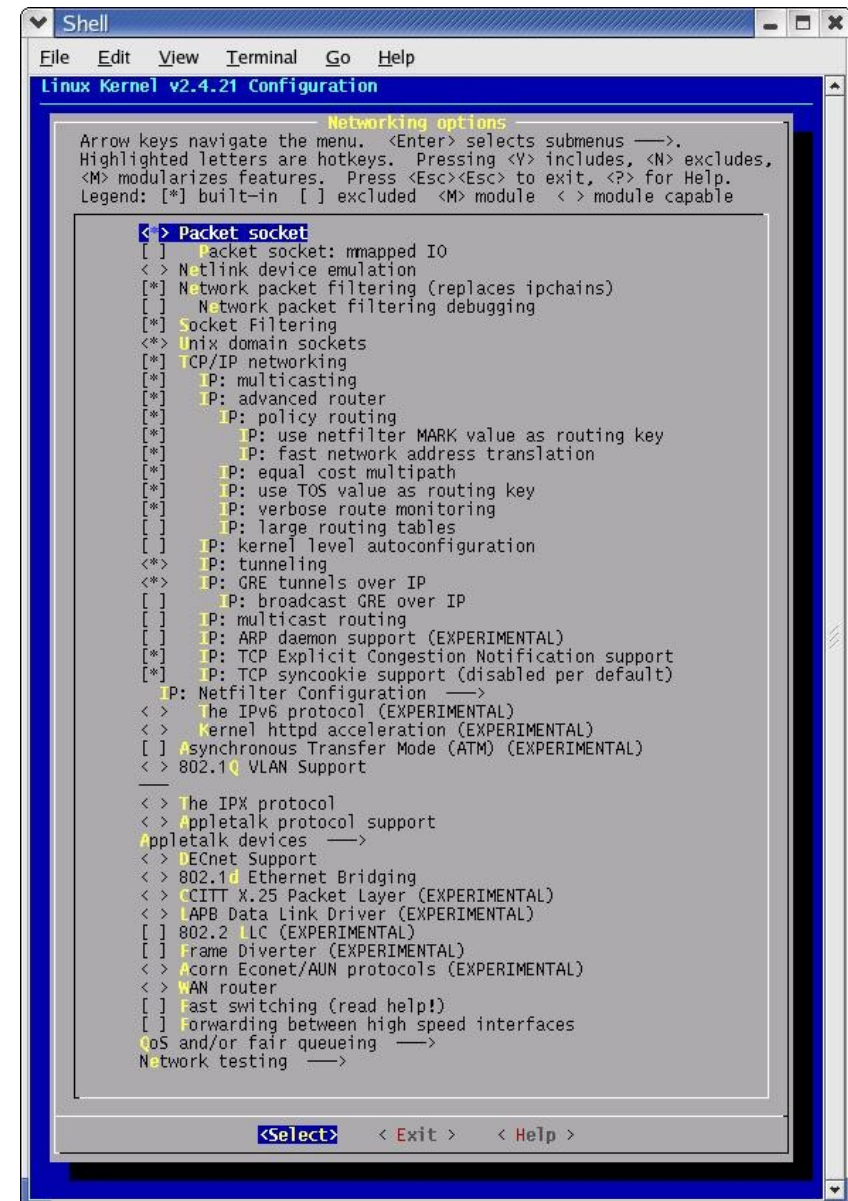 Shell
File Edit View Terminal Go Help
Linux Kernel v2.4.21 Configuration
Networking options
Arrow keys navigate the menu. <Enter> selects submenus --->.
Highlighted letters are hotkeys. Pressing <Y> includes, <N> excludes,
<M> modularizes features. Press <Esc><Esc> to exit, <?> for Help.
Legend: [*] built-in [ ] excluded <M> module < > module capable
<*> Packet socket
[ ] Packet socket: mmapped IO
< > Netlink device emulation
[*] Network packet filtering (replaces ipchains)
[ ] Network packet filtering debugging
[*] Socket Filtering
<*> Unix domain sockets
[*] TCP/IP networking
[*] IP: multicasting
[*] IP: advanced router
[*] IP: policy routing
[*] IP: use netfilter MARK value as routing key
[*] IP: fast network address translation
[*] IP: equal cost multipath
[*] IP: use TOS value as routing key
[*] IP: verbose route monitoring
[ ] IP: large routing tables
[ ] IP: kernel level autoconfiguration
<*> IP: tunneling
<*> IP: GRE tunnels over IP
[ ] IP: broadcast GRE over IP
[ ] IP: multicast routing
[ ] IP: ARP daemon support (EXPERIMENTAL)
[*] IP: TCP Explicit Congestion Notification support
[*] IP: TCP syncookie support (disabled per default)
IP: Netfilter Configuration --->
< > The IPv6 protocol (EXPERIMENTAL)
< > Kernel httpd acceleration (EXPERIMENTAL)
[ ] Asynchronous Transfer Mode (ATM) (EXPERIMENTAL)
< > 802.1Q VLAN Support
---
< > The IPX protocol
< > Appletalk protocol support
Appletalk devices --->
< > DECnet Support
< > 802.1d Ethernet Bridging
< > CCITT X.25 Packet Layer (EXPERIMENTAL)
< > LAPB Data Link Driver (EXPERIMENTAL)
[ ] 802.2 LLC (EXPERIMENTAL)
[ ] Frame Diverter (EXPERIMENTAL)
< > Acorn Econet/AUN protocols (EXPERIMENTAL)
< > WAN router
[ ] Fast switching (read help!)
[ ] Forwarding between high speed interfaces
QoS and/or fair queueing --->
Network testing --->
<Select> < Exit > < Help >